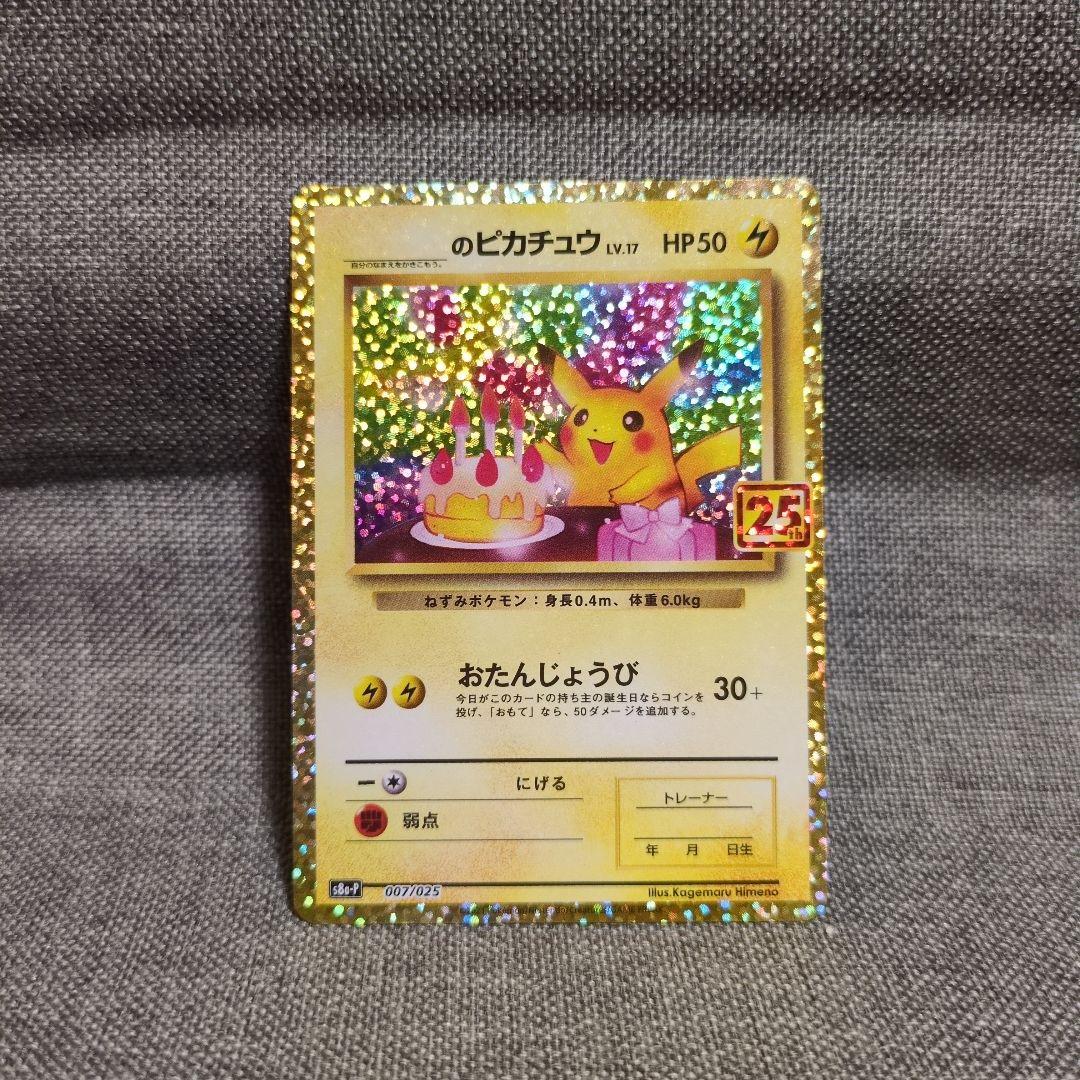 のピカチュウ LV.17 HP50
自分のなまえをかきこもう。
25th
ねずみポケモン：身長0.4m、体重6.0kg
おたんじょうび 30+
今日がこのカードの持ち主の誕生日ならコインを
投げ、「おもて」なら、50ダメージを追加する。
にげる
トレーナー
弱点
年 月 日生
s8a-P 007/025 Illus.Kagemaru Himeno